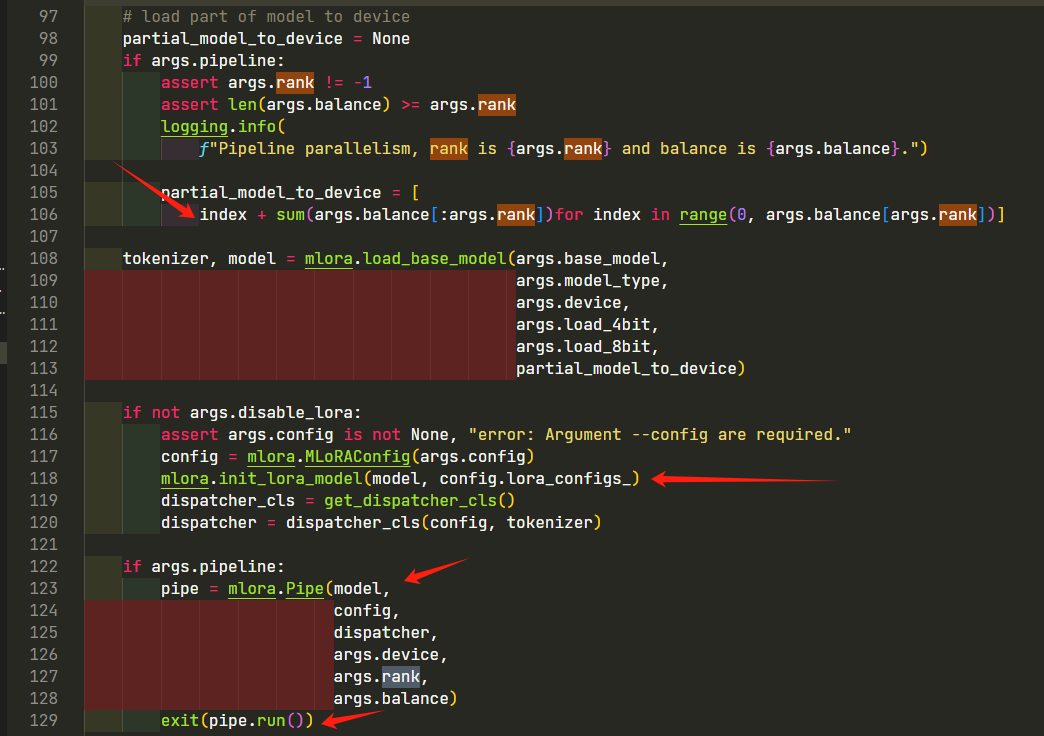 97 # load part of model to device
98 partial_model_to_device = None
99 if args.pipeline:
100 assert args.rank != -1
101 assert len(args.balance) >= args.rank
102 logging.info(
103 f"Pipeline parallelism, rank is {args.rank} and balance is {args.balance}.")
104
105 partial_model_to_device = [
106 index + sum(args.balance[:args.rank])for index in range(0, args.balance[args.rank])]
107
108 tokenizer, model = mlora.load_base_model(args.base_model,
109 args.model_type,
110 args.device,
111 args.load_4bit,
112 args.load_8bit,
113 partial_model_to_device)
114
115 if not args.disable_lora:
116 assert args.config is not None, "error: Argument --config are required."
117 config = mlora.MLoRAConfig(args.config)
118 mlora.init_lora_model(model, config.lora_configs_)
119 dispatcher_cls = get_dispatcher_cls()
120 dispatcher = dispatcher_cls(config, tokenizer)
121
122 if args.pipeline:
123 pipe = mlora.Pipe(model,
124 config,
125 dispatcher,
126 args.device,
127 args.rank,
128 args.balance)
129 exit(pipe.run())